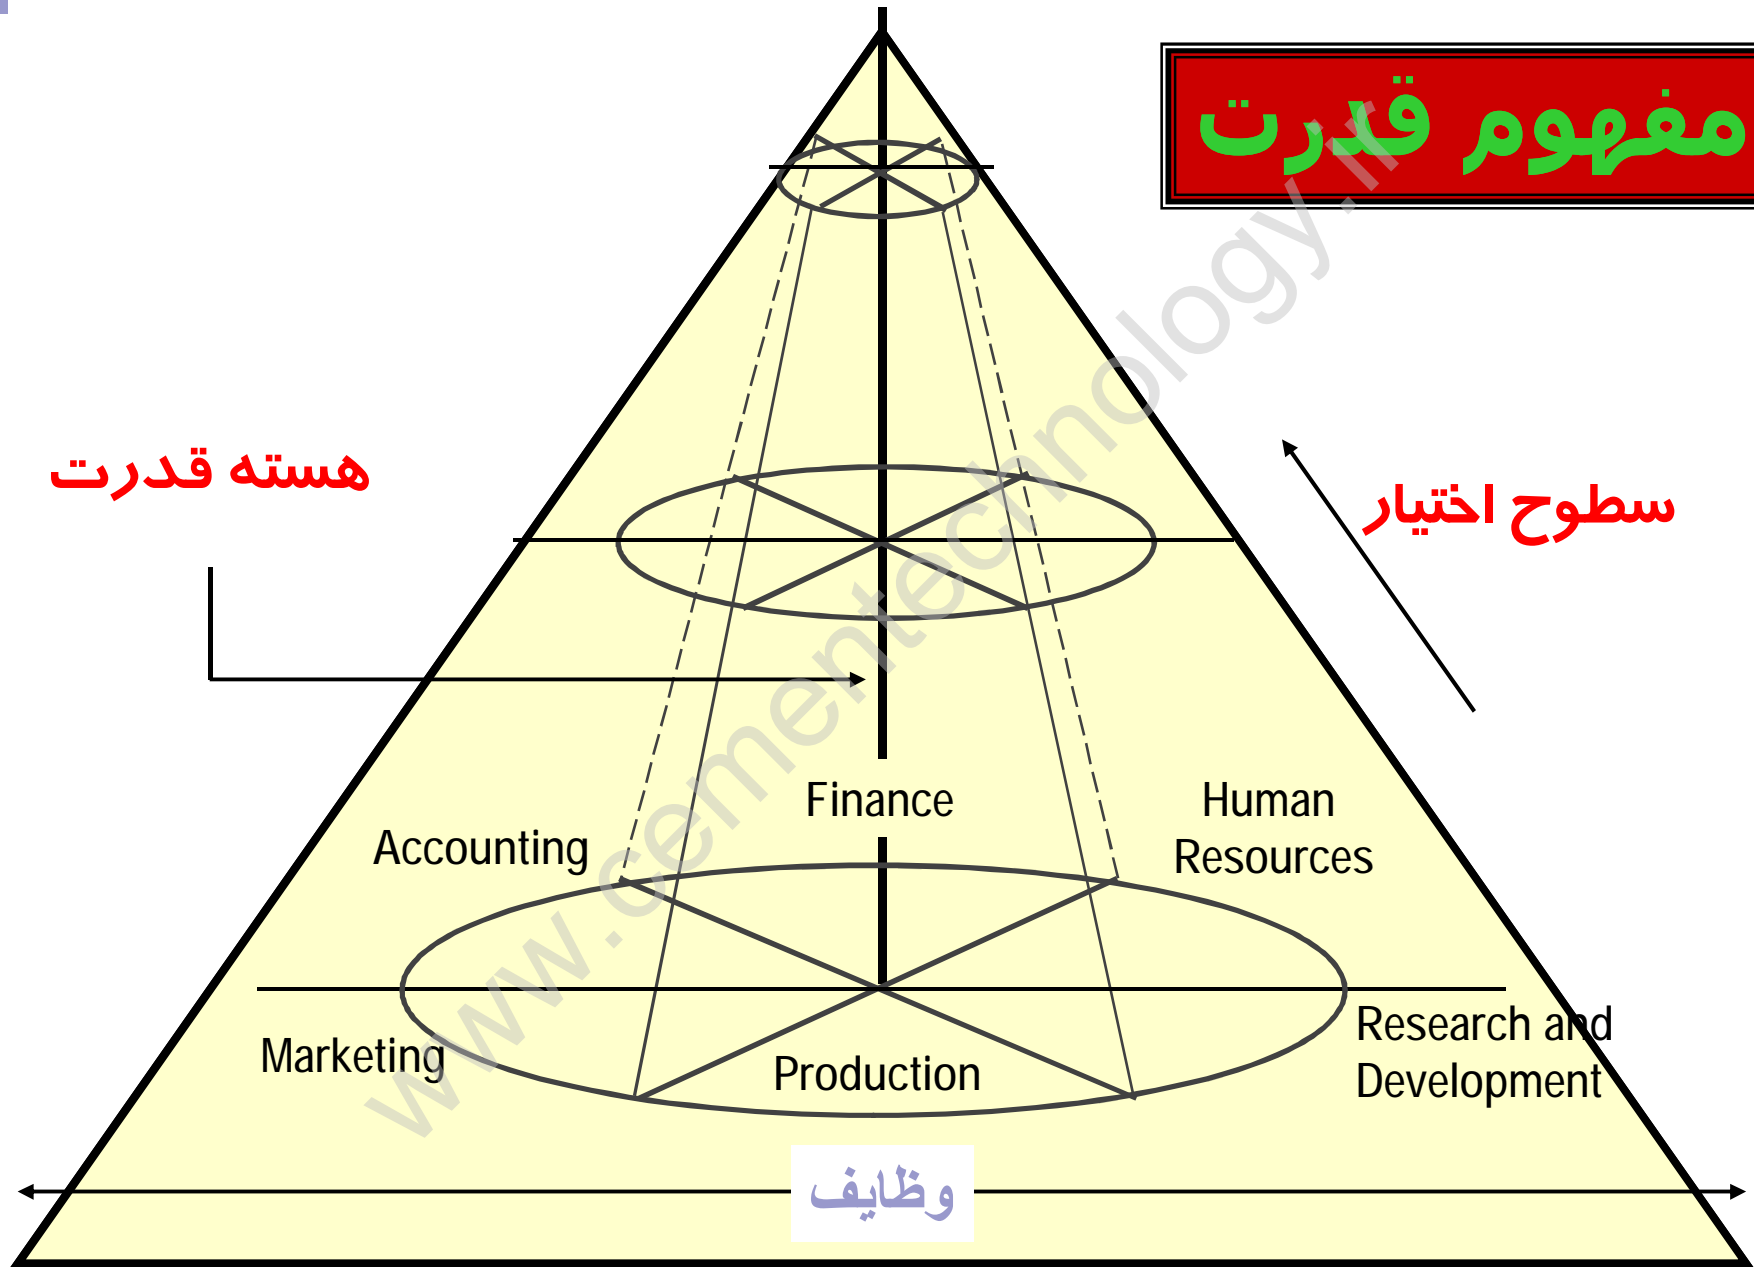 مفهوم قدرت
هسته قدرت
سطوح اختیار
Finance
Human
Resources
Accounting
Research and
Development
Marketing
Production
وظایف
www.cementechnology.ir